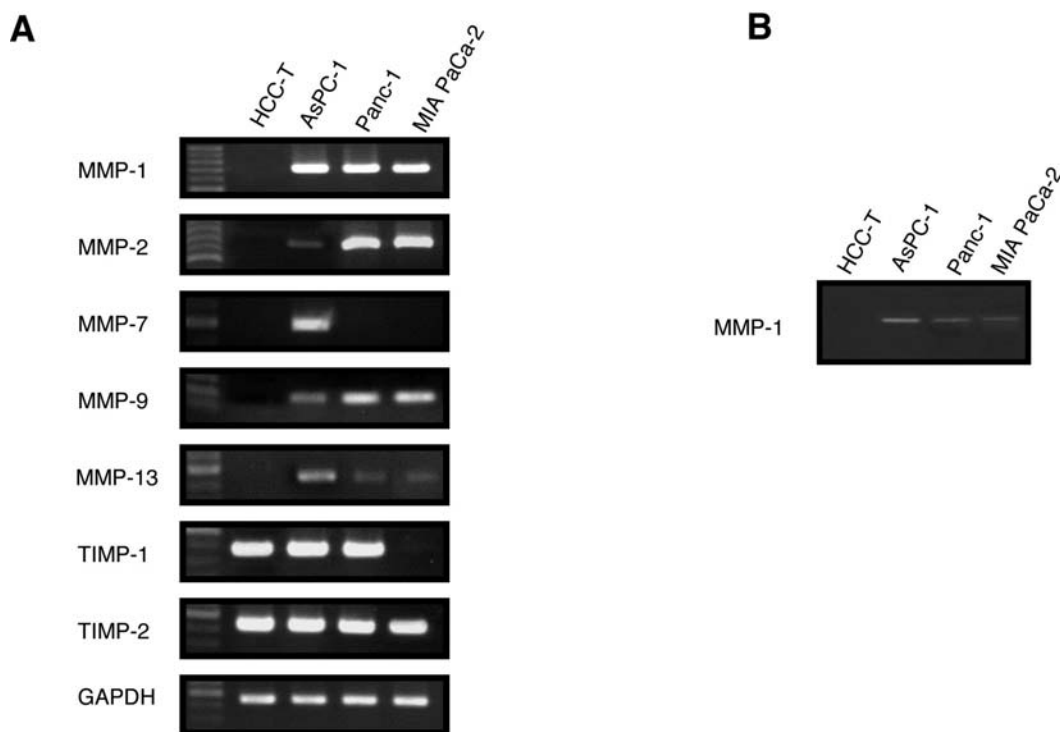 A
HCC-T
AsPC-1
Panc-1
MIA PaCa-2
MMP-1
MMP-2
MMP-7
MMP-9
MMP-13
TIMP-1
TIMP-2
GAPDH
B
HCC-T
AsPC-1
Panc-1
MIA PaCa-2
MMP-1